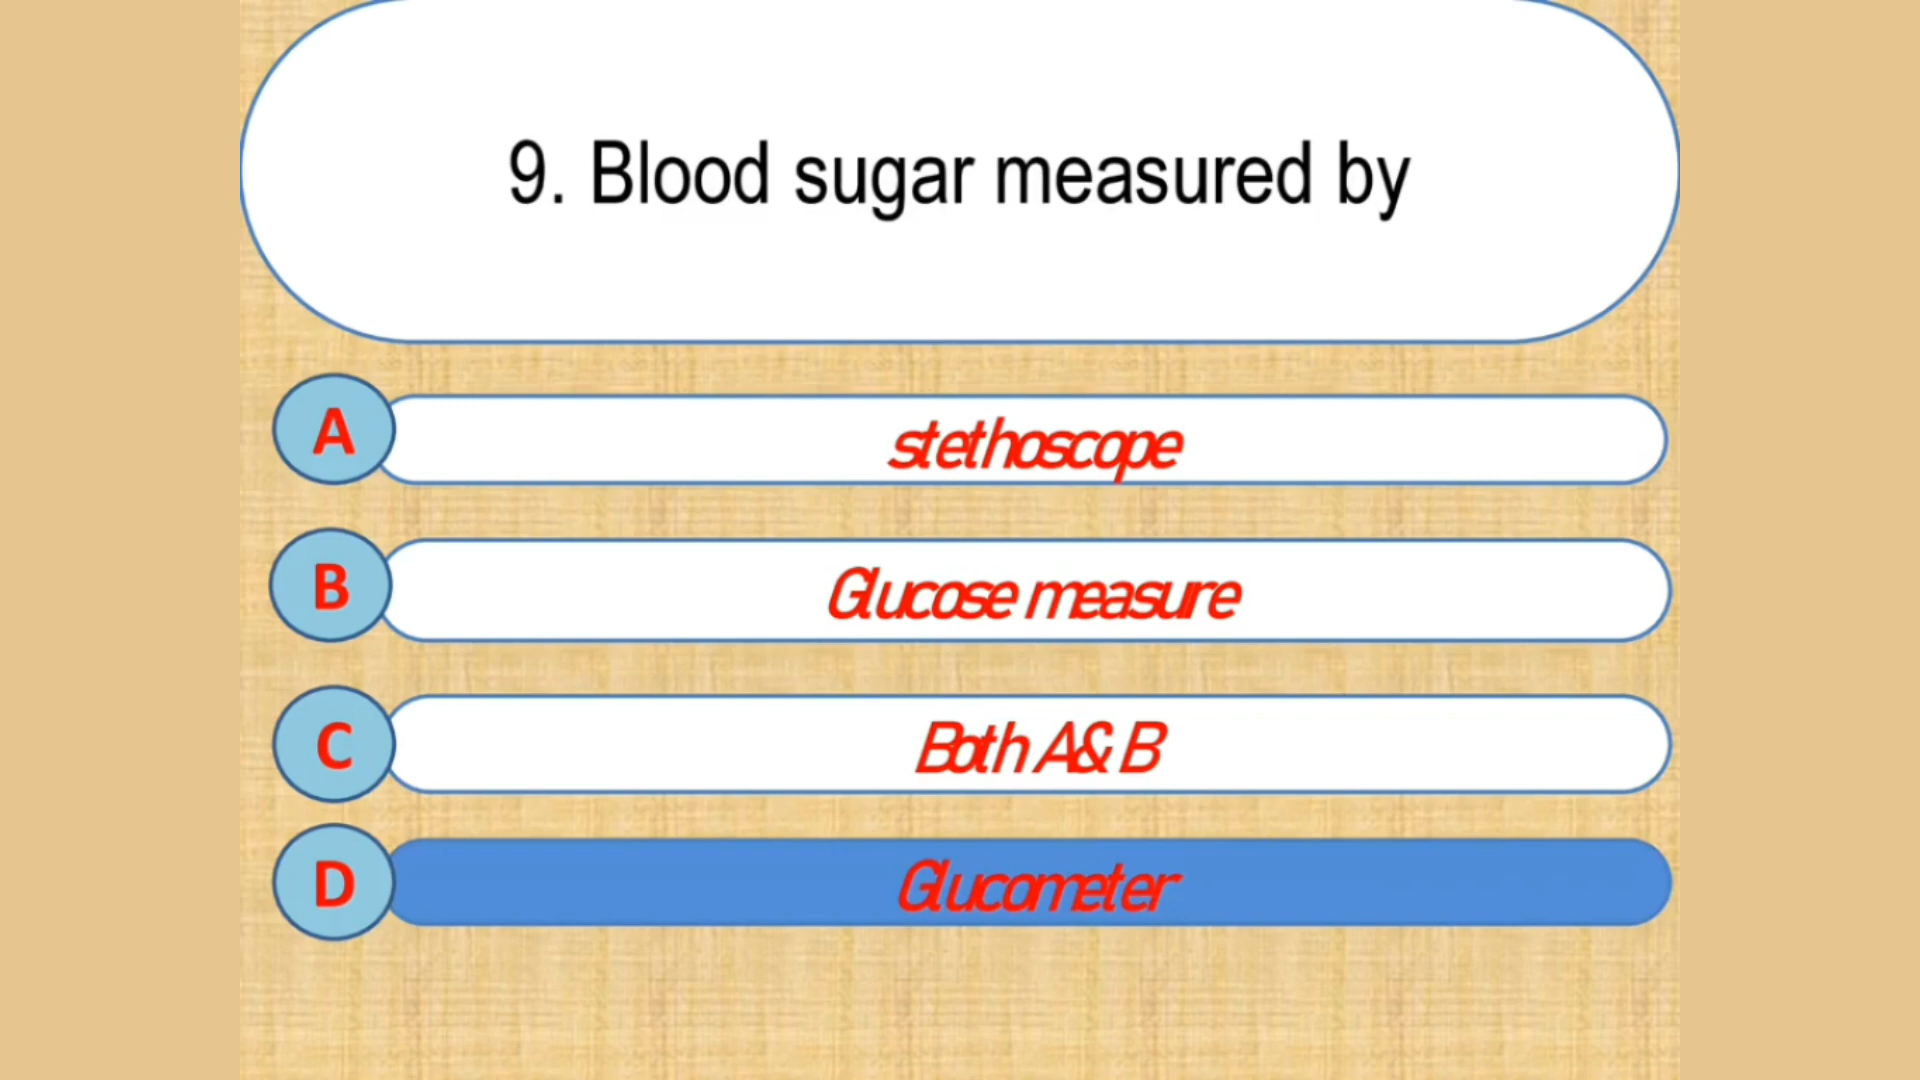 9. Blood sugar measured by
A
stethoscope
B
Glucose measure
C
Both A& B
D
Glucometer